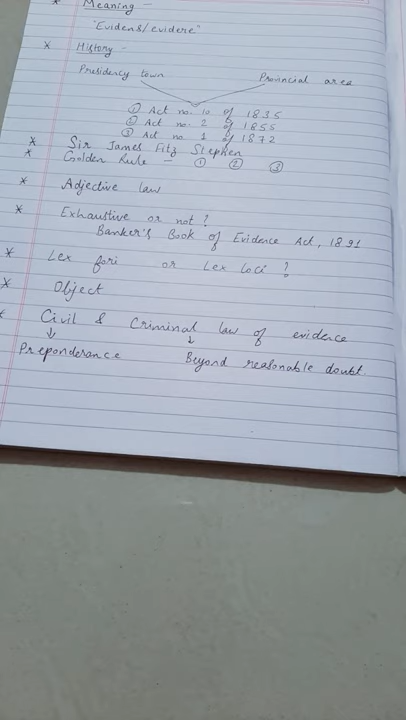 * Meaning -
"Evidens/evidere"
* History -
Presidency town Provincial area
① Act no. 10 of 1835
② Act no. 2 of 1855
③ Act no. 1 of 1872
* Sir James Fitz Stephen
* Golden Rule - ① ② ③
* Adjective law
* Exhaustive or not?
Banker's Book of Evidence Act, 1891
* Lex fori or Lex loci?
* Object
* Civil & Criminal law of evidence
↓ ↓
Preponderance Beyond reasonable doubt.